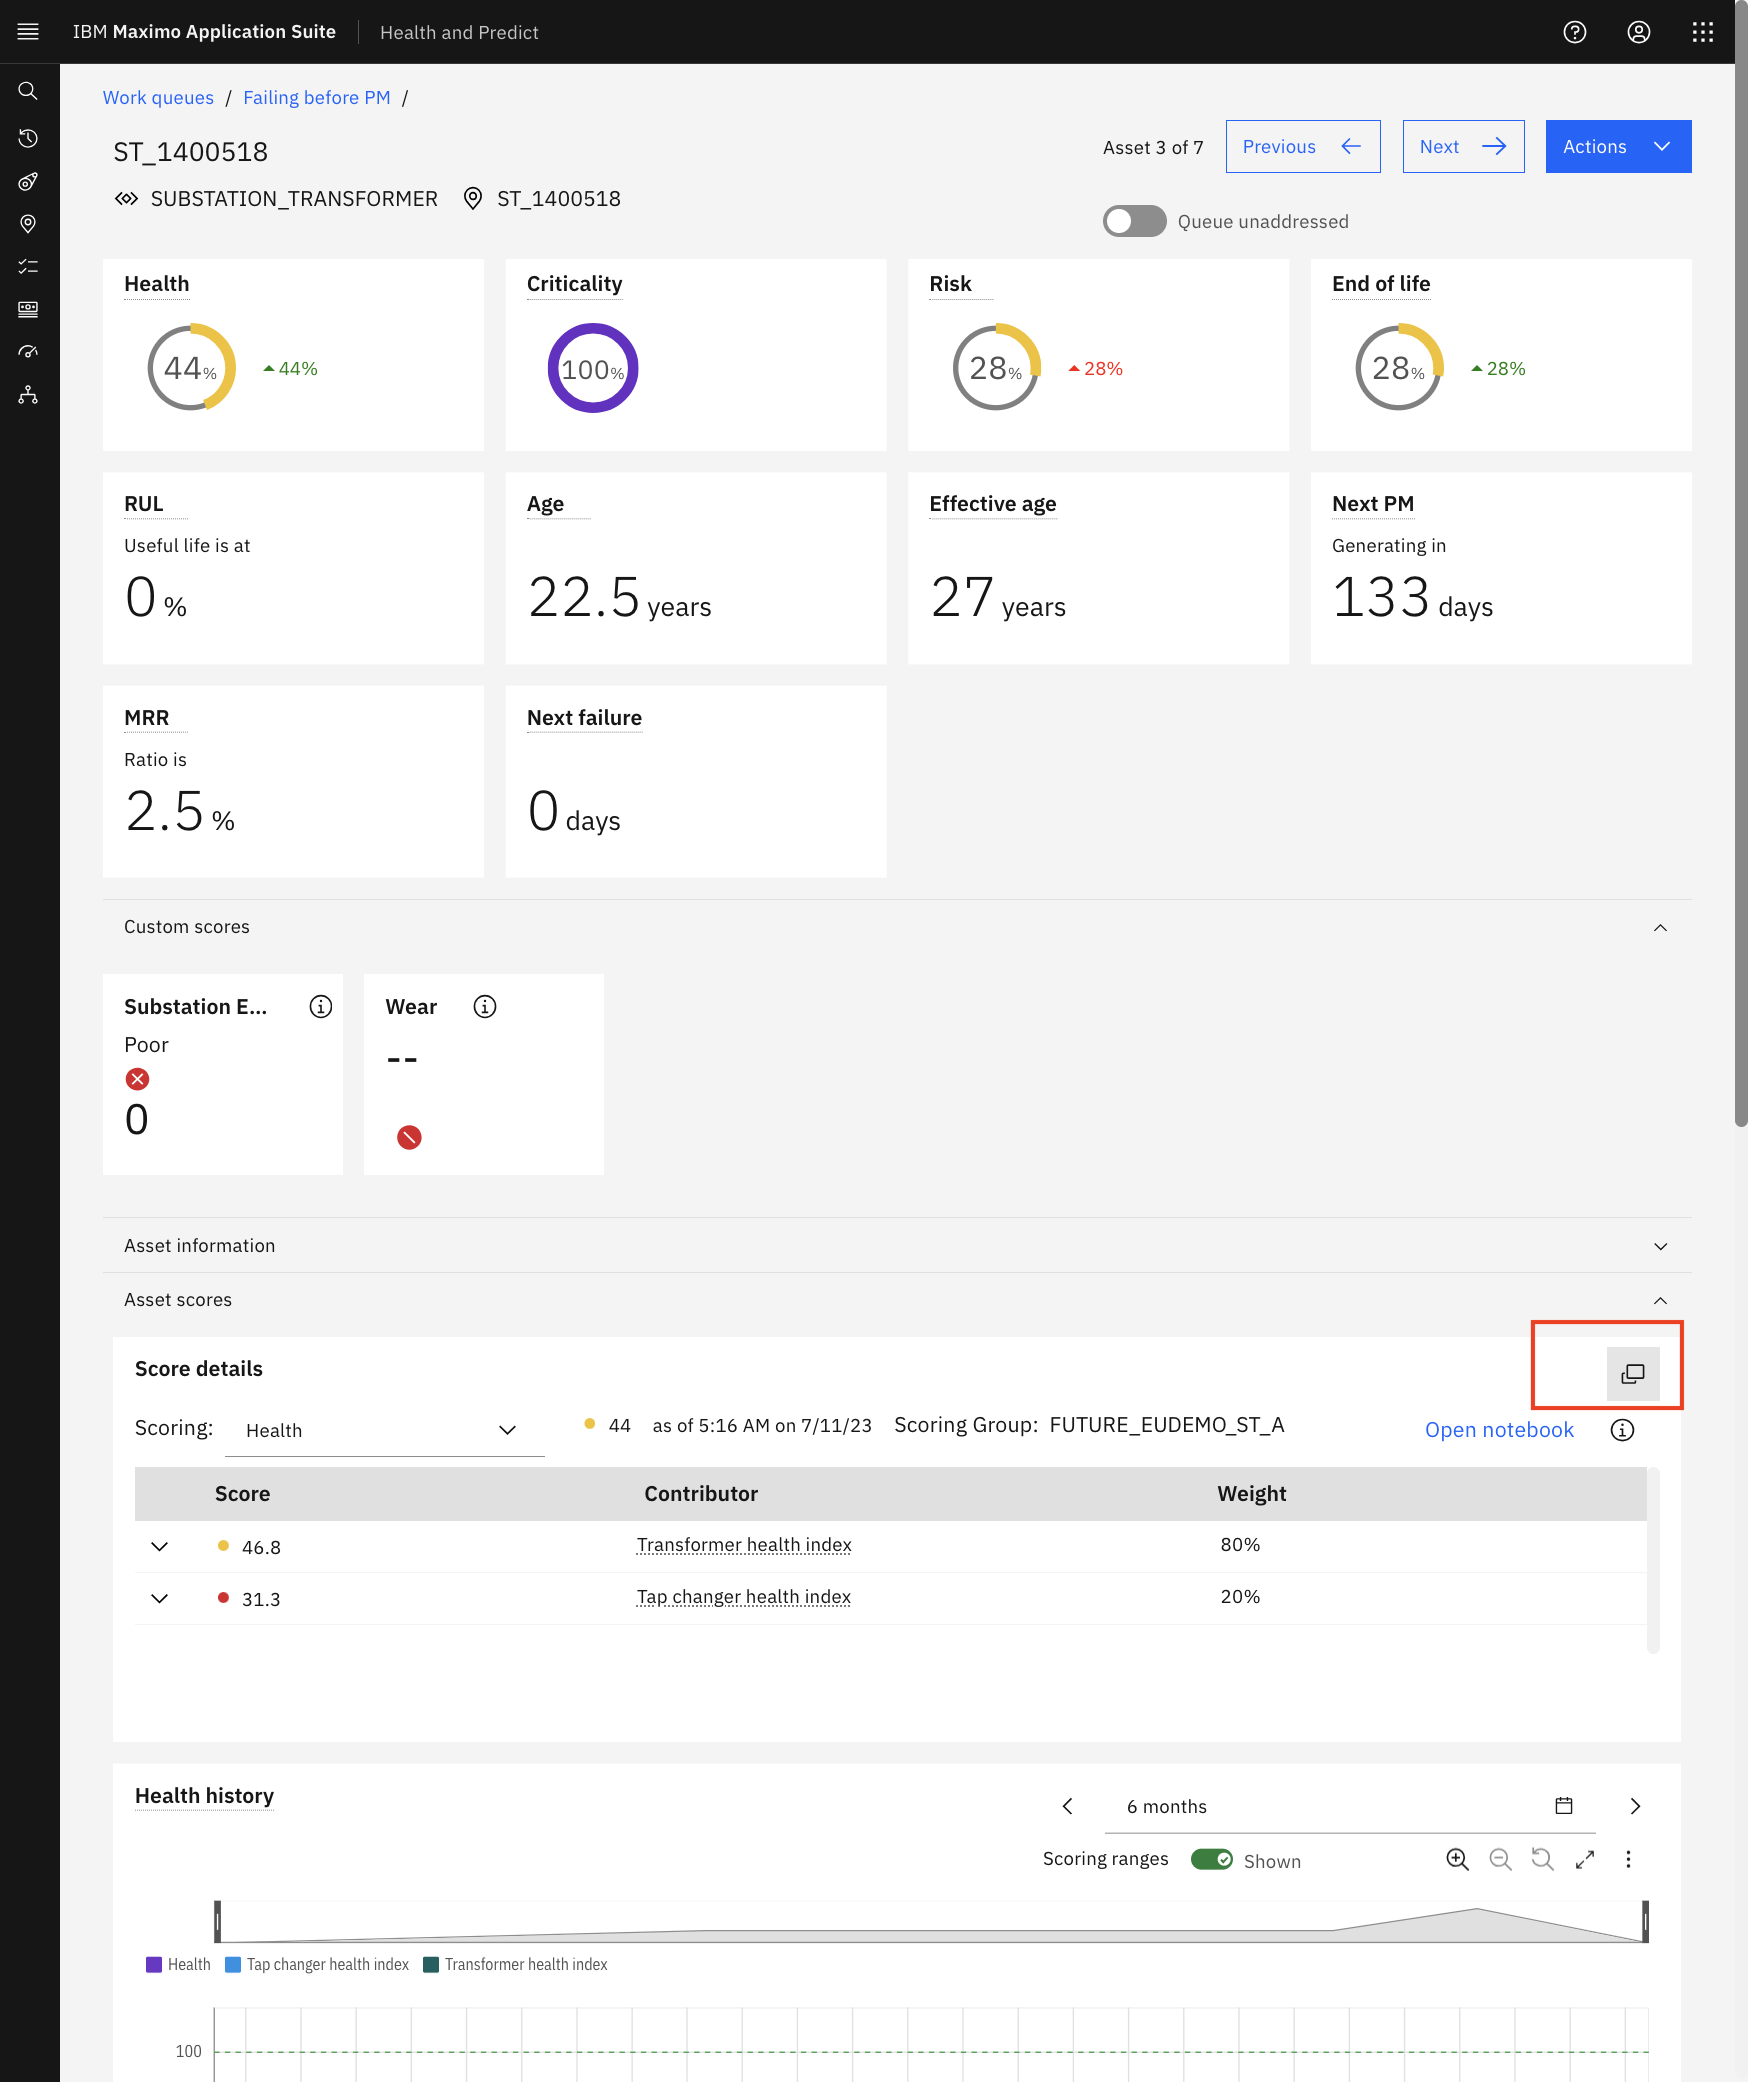 IBM Maximo Application Suite | Health and Predict
Work queues / Failing before PM /
ST_1400518
Asset 3 of 7 Previous Next Actions
SUBSTATION_TRANSFORMER ST_1400518
Queue unaddressed
Health Criticality Risk End of life
44% 44% 100% 28% 28% 28% 28%
RUL Age Effective age Next PM
Useful life is at Generating in
0 % 22.5 years 27 years 133 days
MRR Next failure
Ratio is
2.5 % 0 days
Custom scores
Substation E... Wear
Poor --
0
Asset information
Asset scores
Score details
Scoring: Health 44 as of 5:16 AM on 7/11/23 Scoring Group: FUTURE_EUDEMO_ST_A Open notebook
Score Contributor Weight
46.8 Transformer health index 80%
31.3 Tap changer health index 20%
Health history
6 months
Scoring ranges Shown
Health Tap changer health index Transformer health index
100